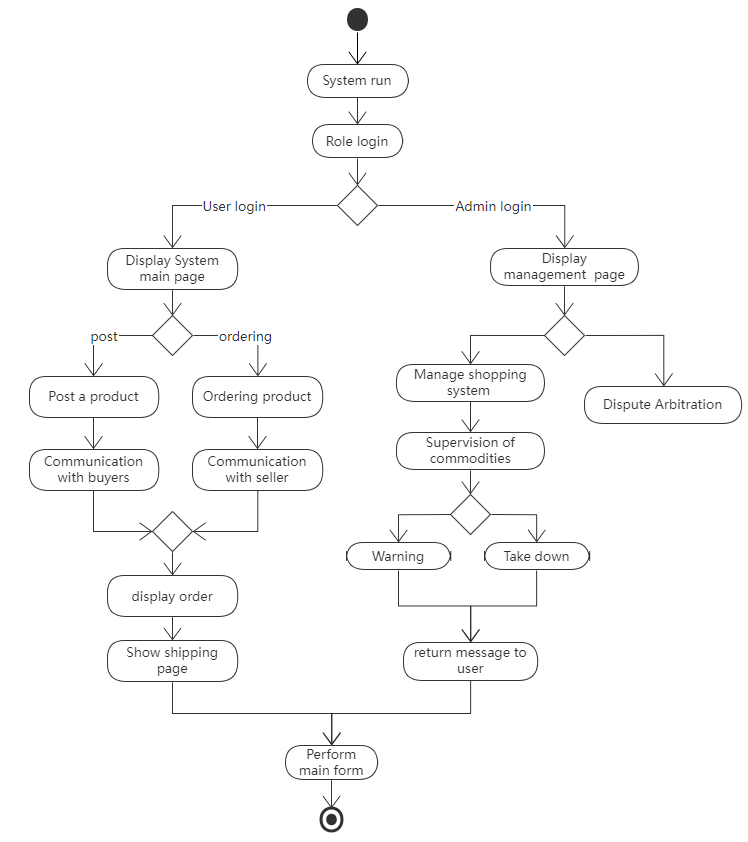 System run
Role login
User login
Admin login
Display System
main page
Display
management page
post
ordering
Post a product
Ordering product
Manage shopping
system
Dispute Arbitration
Communication
with buyers
Communication
with seller
Supervision of
commodities
Warning
Take down
display order
Show shipping
page
return message to
user
Perform
main form